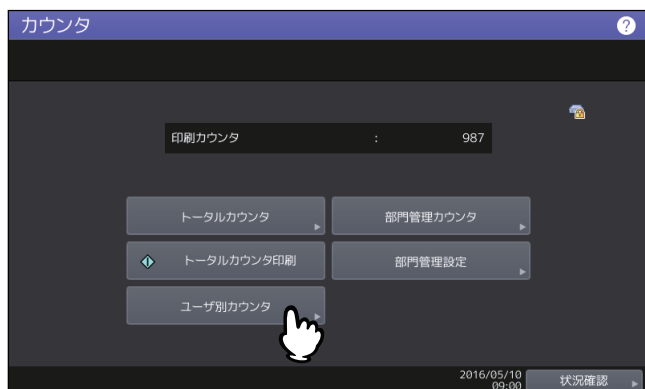 カウンタ ?
印刷カウンタ : 987
トータルカウンタ 部門管理カウンタ
トータルカウンタ印刷 部門管理設定
ユーザ別カウンタ
2016/05/10
09:00 状況確認